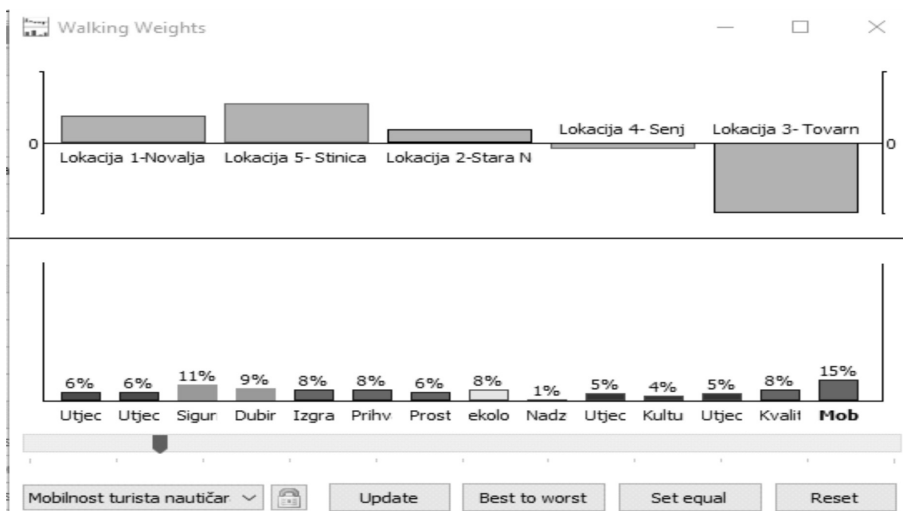 Walking Weights
0
0
Lokacija 4- Senj
Lokacija 3- Tovarn
Lokacija 1-Novalja
Lokacija 5- Stinica
Lokacija 2-Stara N
6% 6% 11% 9% 8% 8% 6% 8% 1% 5% 4% 5% 8% 15%
Utjec Utjec Sigur Dubir Izgra Prihv Prost ekolo Nadz Utjec Kultu Utjec Kvalit Mob
Mobilnost turista nautičar
Update
Best to worst
Set equal
Reset